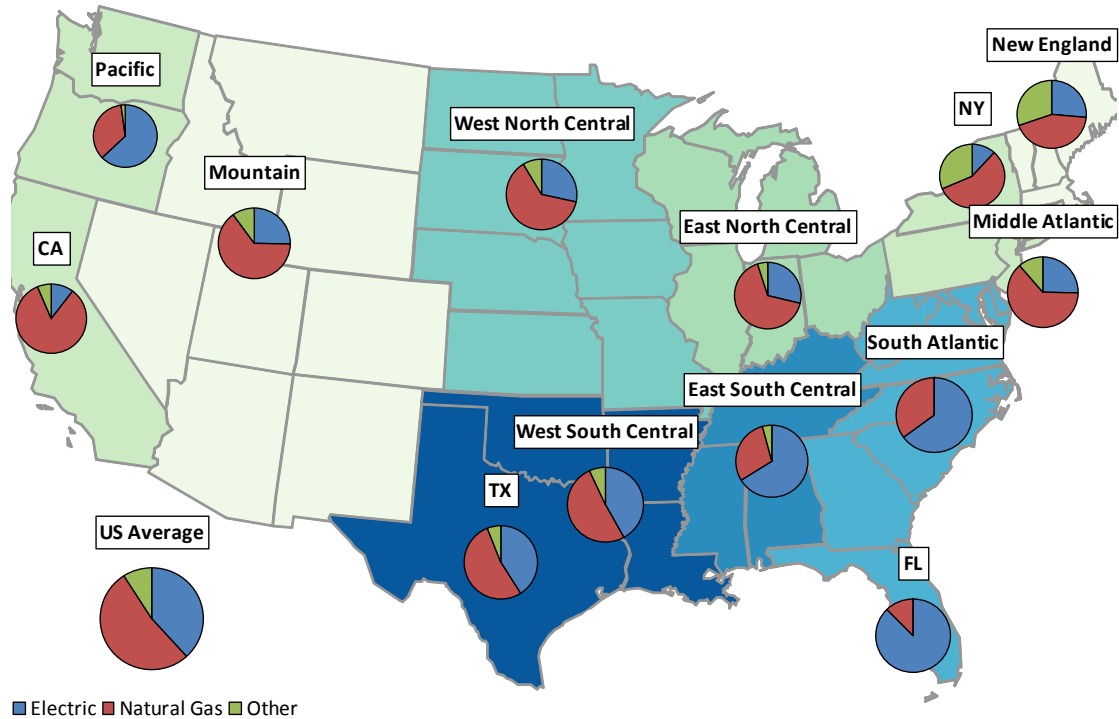 New England
Pacific
NY
West North Central
Mountain
Middle Atlantic
East North Central
CA
South Atlantic
East South Central
West South Central
TX
US Average
FL
Electric Natural Gas Other